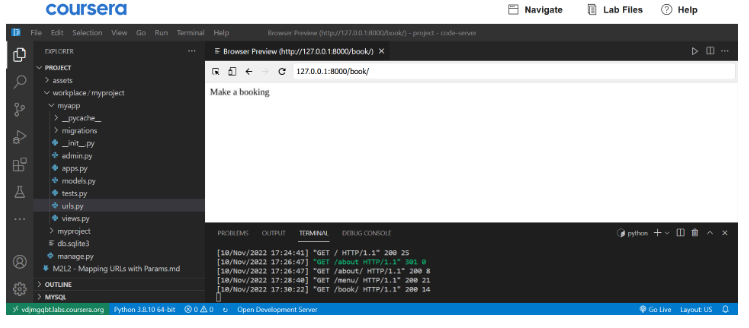 coursera
Navigate
Lab Files
Help
File Edit Selection View Go Run Terminal Help
Browser Preview (http://127.0.0.1:8000/book/) - project - code-server
EXPLORER
Browser Preview (http://127.0.0.1:8000/book/)
PROJECT
assets
workplace / myproject
myapp
__pycache__
migrations
__init__.py
admin.py
apps.py
models.py
tests.py
urls.py
views.py
myproject
db.sqlite3
manage.py
M2L2 - Mapping URLs with Params.md
OUTLINE
MYSQL
127.0.0.1:8000/book/
Make a booking
PROBLEMS OUTPUT TERMINAL DEBUG CONSOLE
python
[10/Nov/2022 17:24:41] "GET / HTTP/1.1" 200 25
[10/Nov/2022 17:26:47] "GET /about HTTP/1.1" 301 0
[10/Nov/2022 17:26:47] "GET /about/ HTTP/1.1" 200 8
[10/Nov/2022 17:28:40] "GET /menu/ HTTP/1.1" 200 21
[10/Nov/2022 17:30:22] "GET /book/ HTTP/1.1" 200 14
vdjmgqbt.labs.coursera.org Python 3.8.10 64-bit 0 0 Open Development Server Go Live Layout: US